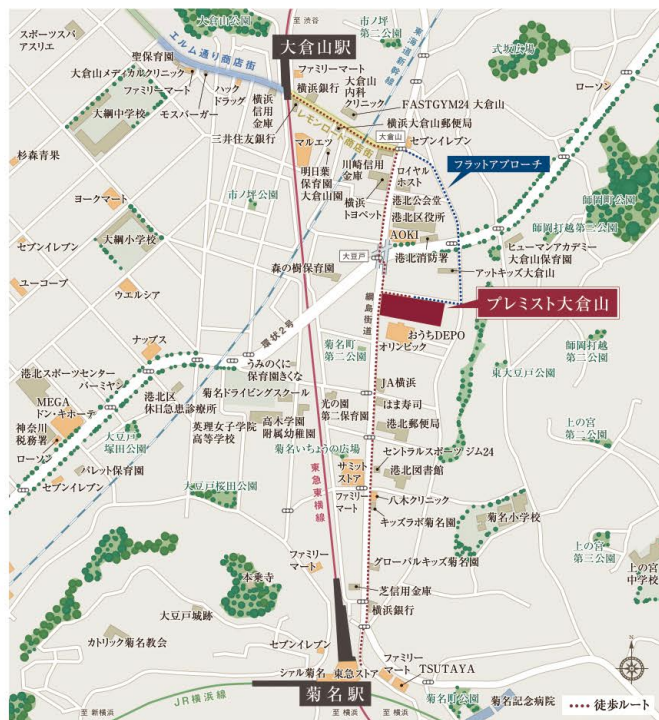 スポーツスパ
アスリエ
大倉山公園
至 渋谷
市ノ坪
第二公園
東海道新幹線
式坂広場
大倉山駅
エルム通り商店街
聖保育園
大倉山メディカルクリニック
ファミリーマート
ハック
ドラッグ
モスバーガー
大綱中学校
三井住友銀行
横浜
信用
金庫
ファミリーマート
横浜銀行
大倉山
内科
クリニック
FASTGYM24 大倉山
横浜大倉山郵便局
レモンロード商店街
大倉山
セブンイレブン
ローソン
杉森青果
マルエツ
明日葉
保育園
大倉山園
川崎信用
金庫
ロイヤル
ホスト
フラットアプローチ
市ノ坪公園
横浜
トヨペット
港北公会堂
港北区役所
AOKI
港北消防署
師岡町公園
師岡打越第三公園
ヒューマンアカデミー
大倉山保育園
アットキッズ大倉山
ヨークマート
大綱小学校
セブンイレブン
ユーコープ
ウエルシア
森の樹保育園
大豆戸
プレミスト大倉山
綱島街道
環状2号
おうちDEPO
オリンピック
ナップス
菊名町
第二公園
師岡打越
第二公園
東大豆戸公園
港北スポーツセンター
バーミヤン
MEGA
ドン・キホーテ
神奈川
税務署
ローソン
港北区
休日急患診療所
うみのくに
保育園きくな
菊名ドライビングスクール
JA横浜
はま寿司
港北郵便局
光の園
第二保育園
高木学園
附属幼稚園
英理女子学院
高等学校
大豆戸
塚田公園
パレット保育園
セブンイレブン
菊名いちょうの広場
セントラルスポーツ ジム24
港北図書館
サミット
ストア
上の宮
第二公園
大豆戸桜田公園
東急東横線
ファミリー
マート
八木クリニック
キッズラボ菊名園
菊名小学校
グローバルキッズ菊名園
上の宮
第三公園
上の宮
中学校
ファミリー
マート
本乗寺
芝信用金庫
横浜銀行
大豆戸城跡
カトリック菊名教会
セブンイレブン
シァル菊名
東急ストア
ファミリー
マート
TSUTAYA
菊名駅
JR横浜線
至 新横浜
至 横浜
至 横浜
菊名町公園
菊名記念病院
N
徒歩ルート